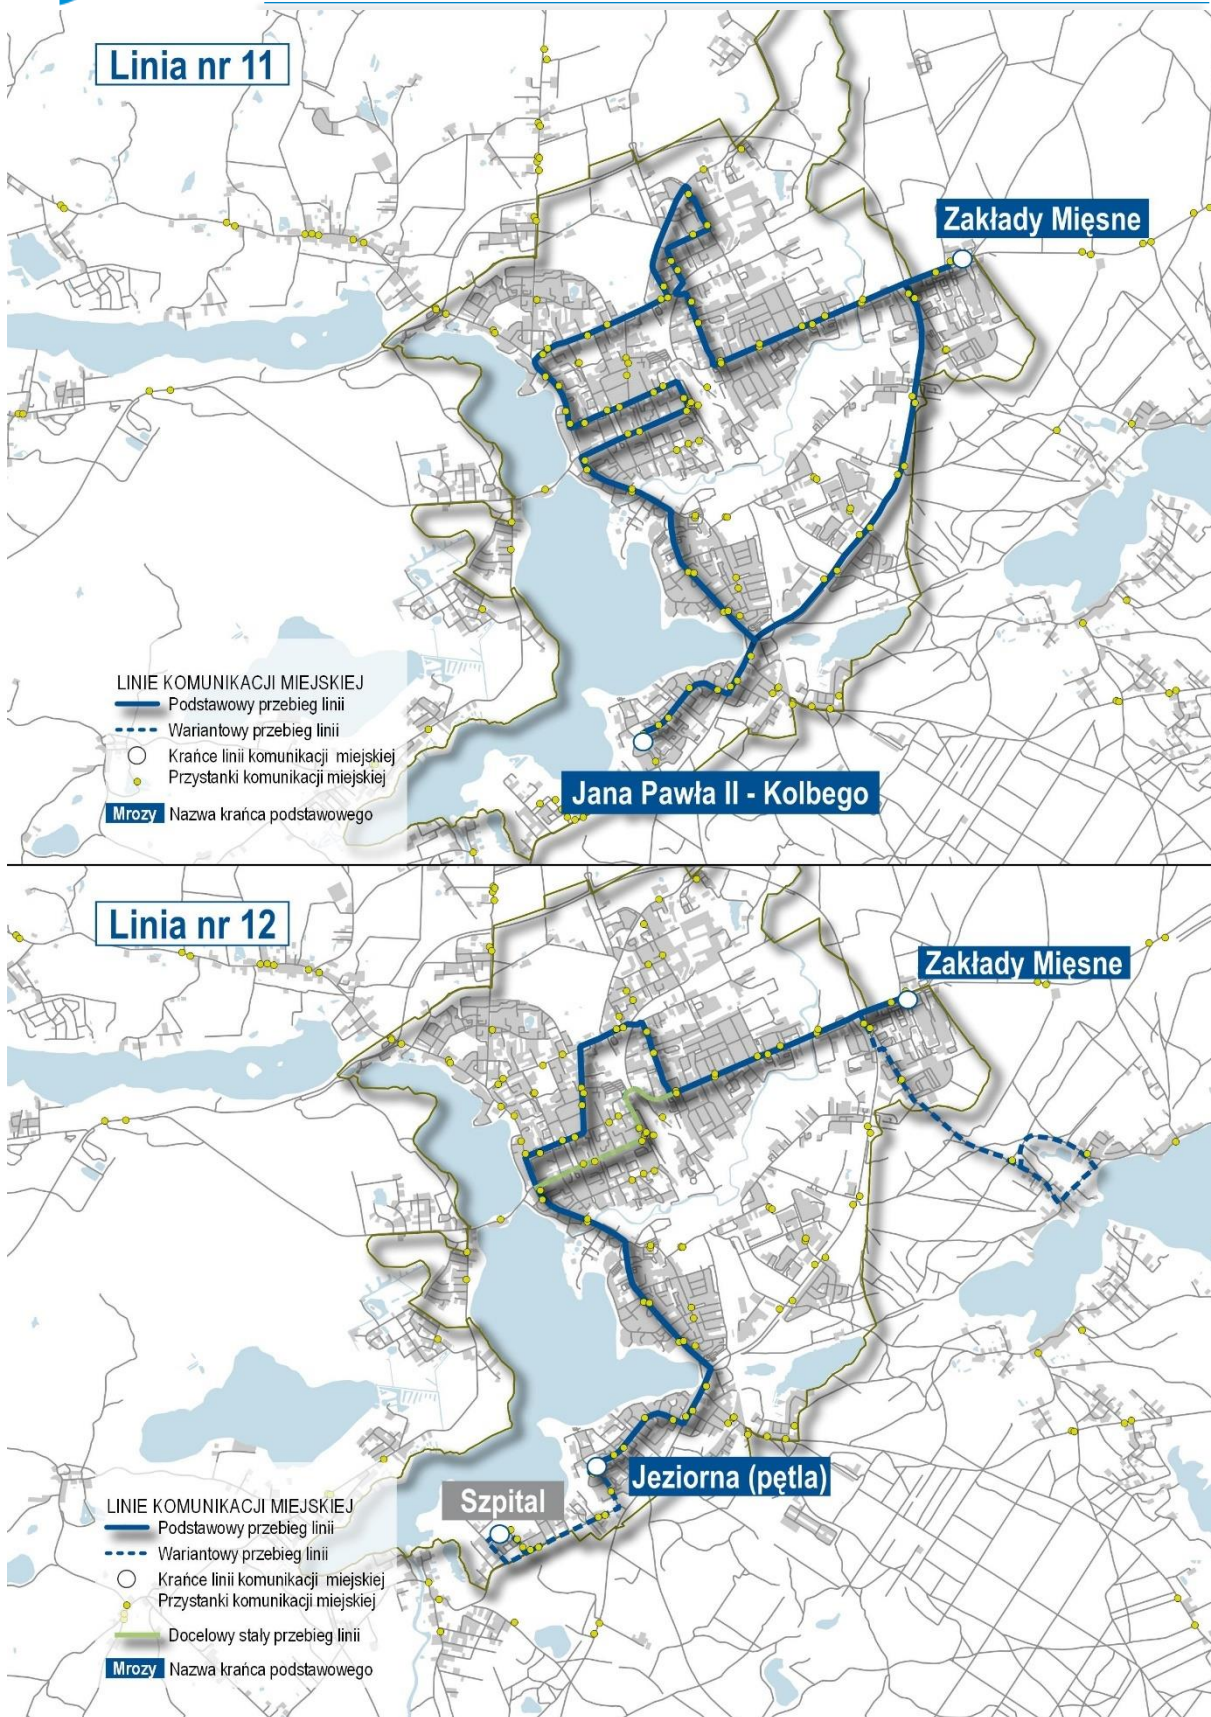 Linia nr 11
Zakłady Mięsne
LINIE KOMUNIKACJI MIEJSKIEJ
Podstawowy przebieg linii
Wariantowy przebieg linii
Krańce linii komunikacji miejskiej
Przystanki komunikacji miejskiej
Mrozy Nazwa krańca podstawowego
Jana Pawła II - Kolbego
Linia nr 12
Zakłady Mięsne
Jeziorna (pętla)
Szpital
LINIE KOMUNIKACJI MIEJSKIEJ
Podstawowy przebieg linii
Wariantowy przebieg linii
Krańce linii komunikacji miejskiej
Przystanki komunikacji miejskiej
Docelowy stały przebieg linii
Mrozy Nazwa krańca podstawowego